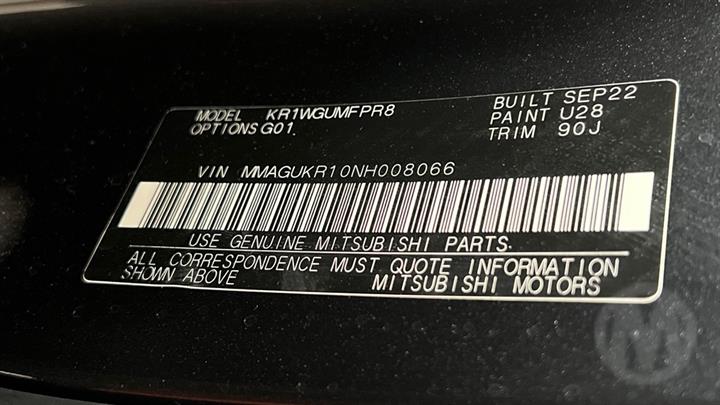 MODEL KR1WGUMFPR8 BUILT SEP22
OPTIONS G01. PAINT U28
TRIM 90J
VIN MMAGUKR10NH008066
USE GENUINE MITSUBISHI PARTS.
ALL CORRESPONDENCE MUST QUOTE INFORMATION
SHOWN ABOVE MITSUBISHI MOTORS
M